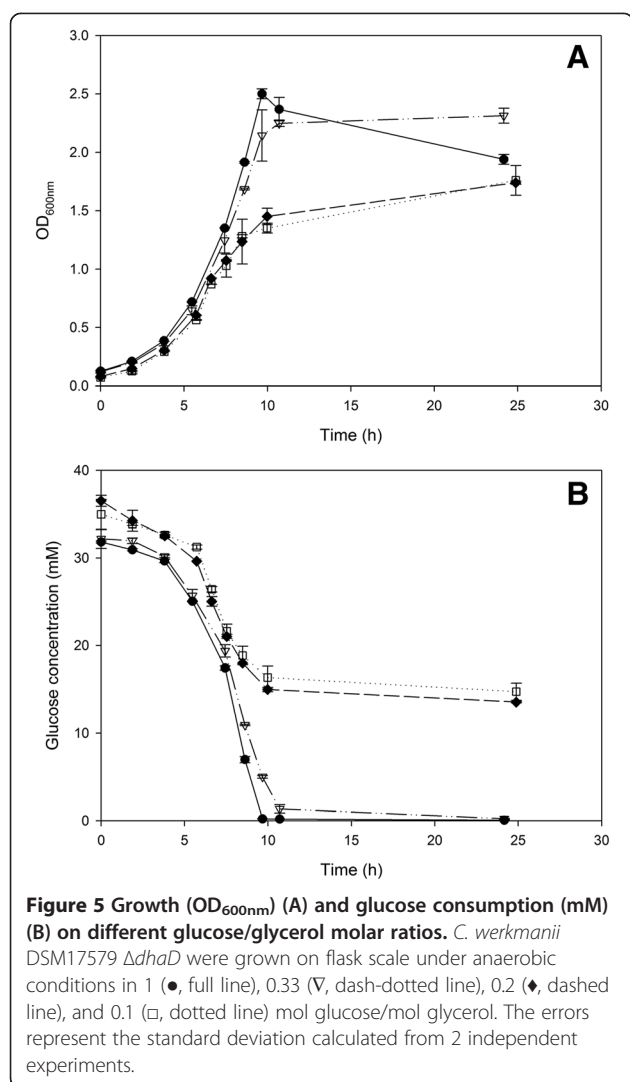 A
3.0
2.5
2.0
1.5
1.0
0.5
0.0
OD600nm
0 5 10 15 20 25 30
Time (h)
B
40
30
20
10
0
Glucose concentration (mM)
0 5 10 15 20 25 30
Time (h)
Figure 5 Growth (OD600nm) (A) and glucose consumption (mM)
(B) on different glucose/glycerol molar ratios. C. werkmanii
DSM17579 ΔdhaD were grown on flask scale under anaerobic
conditions in 1 (●, full line), 0.33 (∇, dash-dotted line), 0.2 (♦, dashed
line), and 0.1 (□, dotted line) mol glucose/mol glycerol. The errors
represent the standard deviation calculated from 2 independent
experiments.